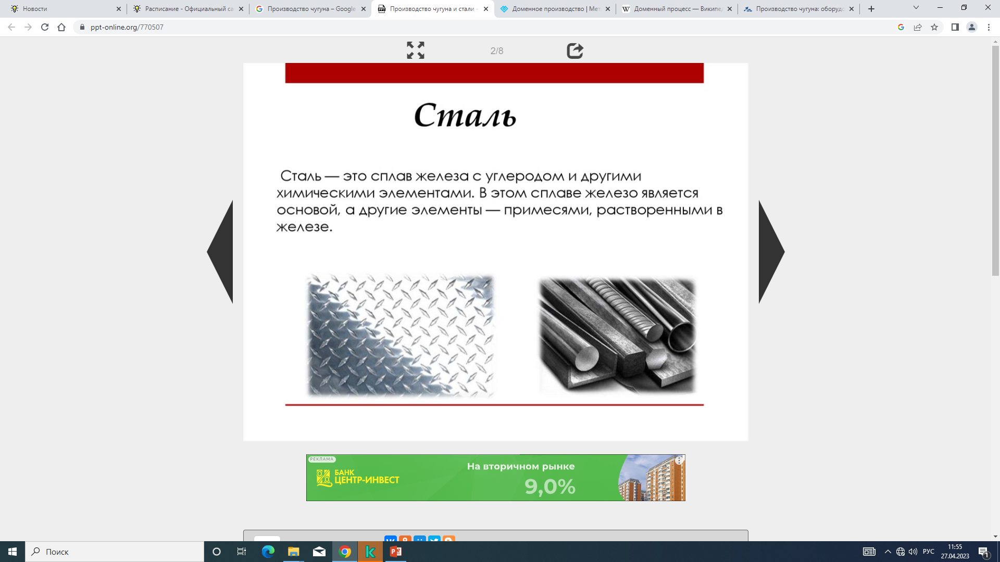 Новости
Расписание - Официальный са
Производство чугуна – Google
Производство чугуна и стали -
Доменное производство | Мет
Доменный процесс — Википе
Производство чугуна: оборудо
ppt-online.org/770507
2/8
Сталь
Сталь — это сплав железа с углеродом и другими
химическими элементами. В этом сплаве железо является
основой, а другие элементы — примесями, растворенными в
железе.
РЕКЛАМА
БАНК
ЦЕНТР-ИНВЕСТ
На вторичном рынке
9,0%
Поиск
РУС
11:55
27.04.2023
1